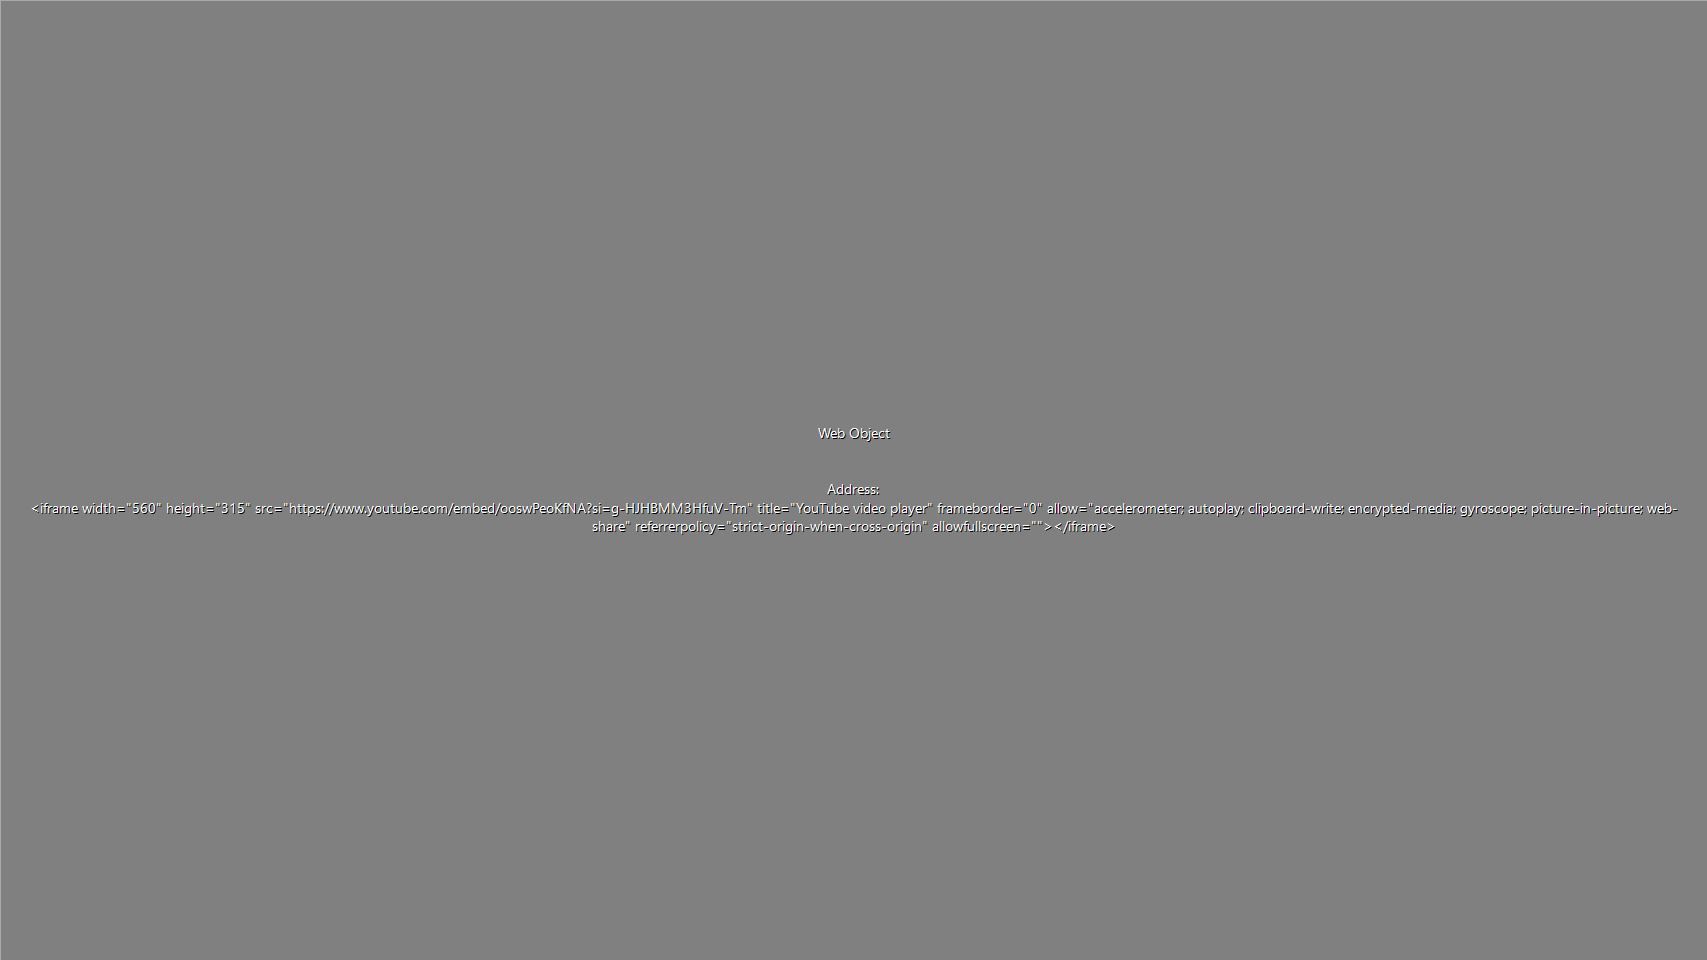 Web Object
Address:
<iframe width="560" height="315" src="https://www.youtube.com/embed/ooswPeoKfNA?si=g-HJHBMM3HfuV-Tm" title="YouTube video player" frameborder="0" allow="accelerometer; autoplay; clipboard-write; encrypted-media; gyroscope; picture-in-picture; web-
share" referrerpolicy="strict-origin-when-cross-origin" allowfullscreen=""></iframe>